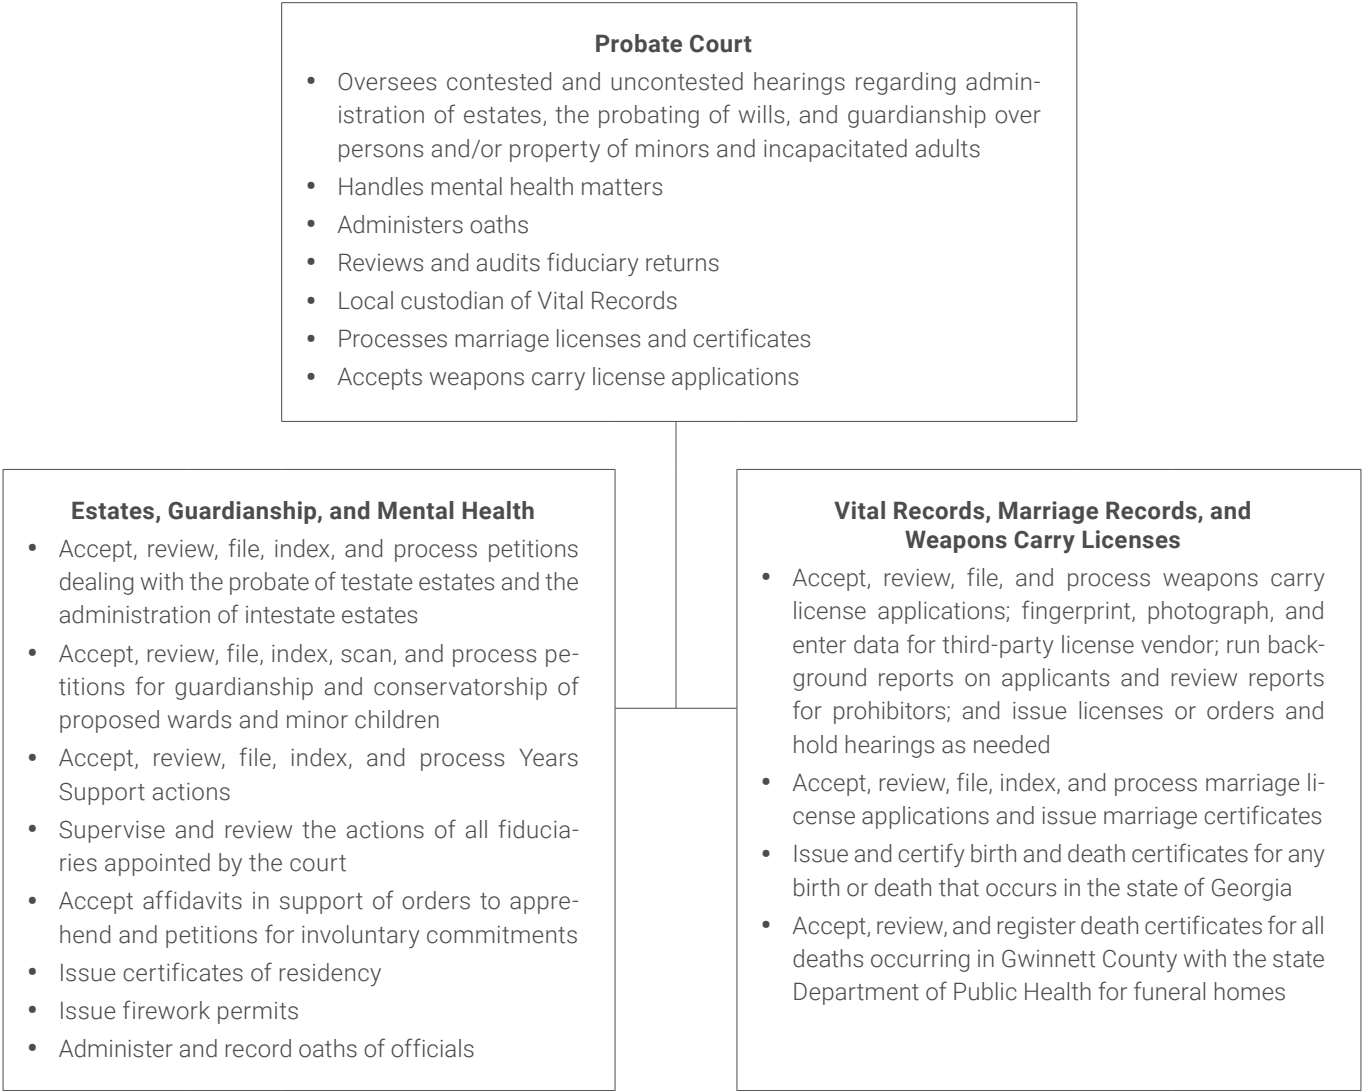 Probate Court
• Oversees contested and uncontested hearings regarding admin-
istration of estates, the probating of wills, and guardianship over
persons and/or property of minors and incapacitated adults
• Handles mental health matters
• Administers oaths
• Reviews and audits fiduciary returns
• Local custodian of Vital Records
• Processes marriage licenses and certificates
• Accepts weapons carry license applications
Estates, Guardianship, and Mental Health
• Accept, review, file, index, and process petitions
dealing with the probate of testate estates and the
administration of intestate estates
• Accept, review, file, index, scan, and process pe-
titions for guardianship and conservatorship of
proposed wards and minor children
• Accept, review, file, index, and process Years
Support actions
• Supervise and review the actions of all fiducia-
ries appointed by the court
• Accept affidavits in support of orders to appre-
hend and petitions for involuntary commitments
• Issue certificates of residency
• Issue firework permits
• Administer and record oaths of officials
Vital Records, Marriage Records, and
Weapons Carry Licenses
• Accept, review, file, and process weapons carry
license applications; fingerprint, photograph, and
enter data for third-party license vendor; run back-
ground reports on applicants and review reports
for prohibitors; and issue licenses or orders and
hold hearings as needed
• Accept, review, file, index, and process marriage li-
cense applications and issue marriage certificates
• Issue and certify birth and death certificates for any
birth or death that occurs in the state of Georgia
• Accept, review, and register death certificates for all
deaths occurring in Gwinnett County with the state
Department of Public Health for funeral homes